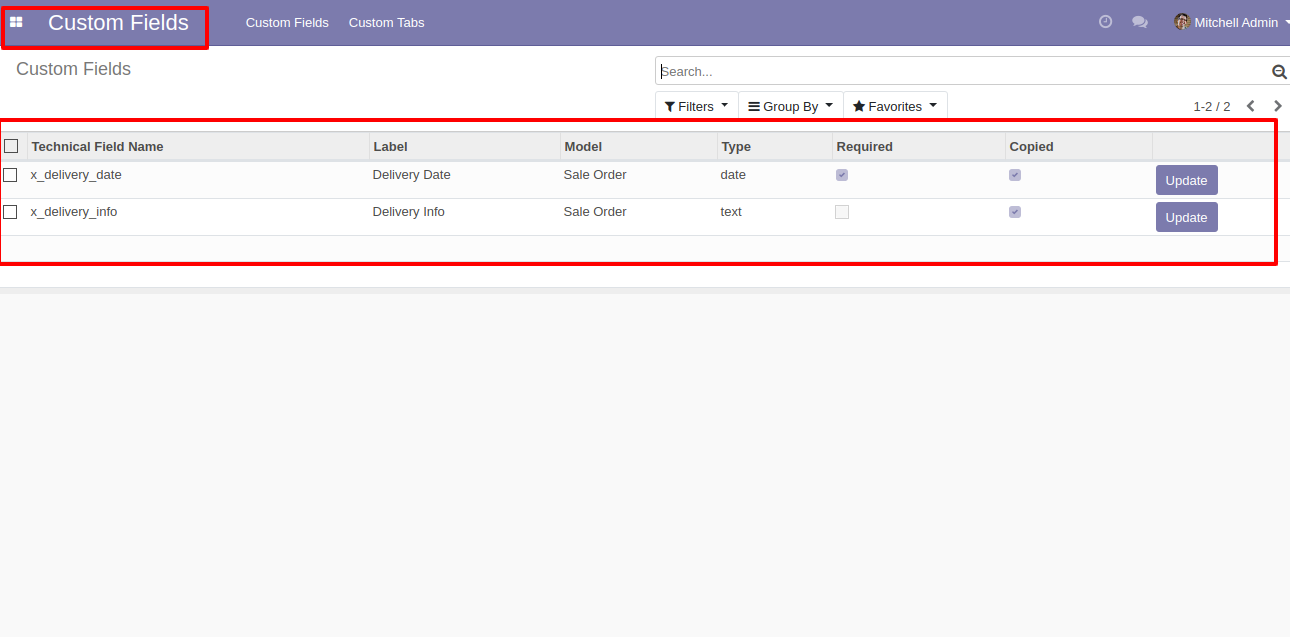 Custom Fields Custom Fields Custom Tabs Mitchell Admin
Custom Fields
Search...
Filters Group By Favorites 1-2 / 2
Technical Field Name Label Model Type Required Copied
x_delivery_date Delivery Date Sale Order date Update
x_delivery_info Delivery Info Sale Order text Update